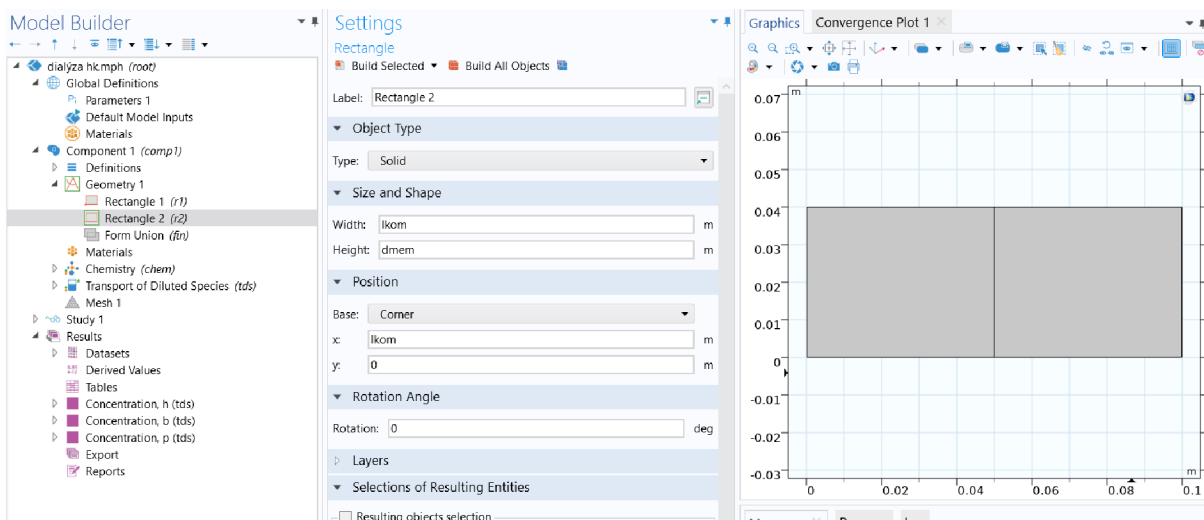 Model Builder
dialýza hk.mph (root)
Global Definitions
Parameters 1
Default Model Inputs
Materials
Component 1 (comp1)
Definitions
Geometry 1
Rectangle 1 (r1)
Rectangle 2 (r2)
Form Union (fin)
Materials
Chemistry (chem)
Transport of Diluted Species (tds)
Mesh 1
Study 1
Results
Datasets
Derived Values
Tables
Concentration, h (tds)
Concentration, b (tds)
Concentration, p (tds)
Export
Reports
Settings
Rectangle
Build Selected
Build All Objects
Label: Rectangle 2
Object Type
Type: Solid
Size and Shape
Width: lkom m
Height: dmem m
Position
Base: Corner
x: lkom m
y: 0 m
Rotation Angle
Rotation: 0 deg
Layers
Selections of Resulting Entities
Resulting objects selection
Graphics Convergence Plot 1
m
0.07
0.06
0.05
0.04
0.03
0.02
0.01
0
-0.01
-0.02
-0.03
m
0 0.02 0.04 0.06 0.08 0.1